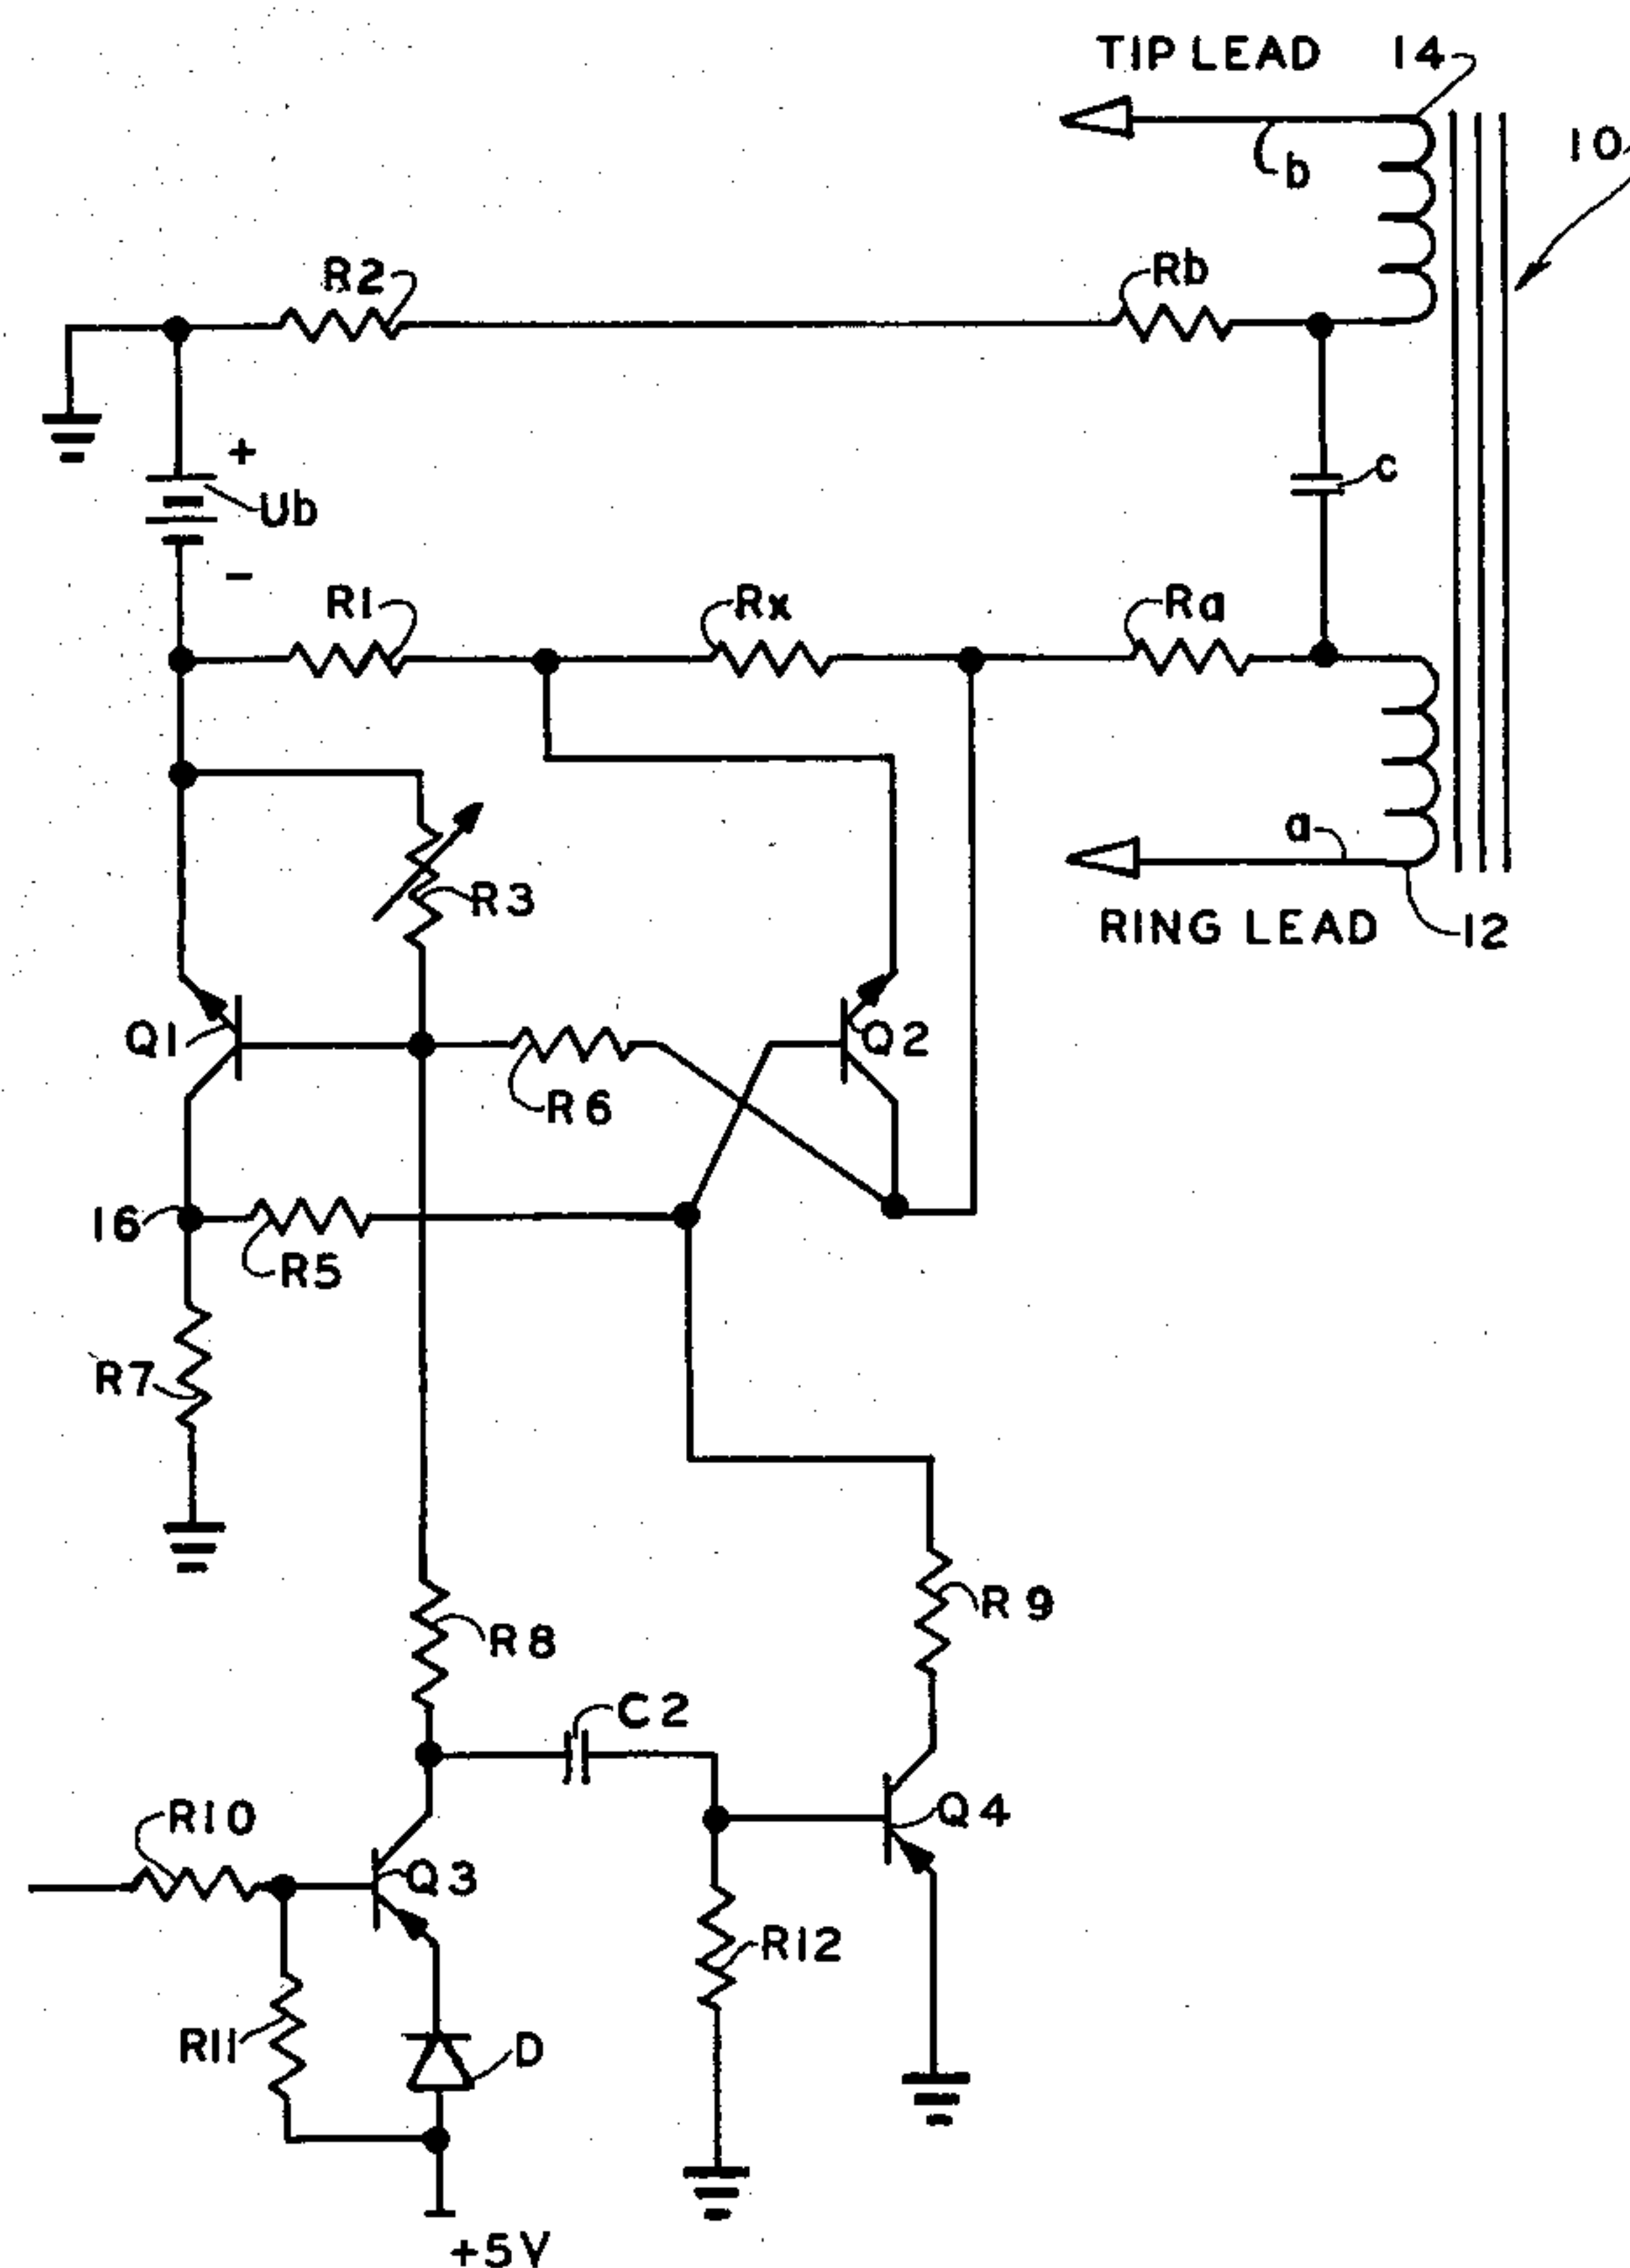 TIP LEAD 14
10
b
R2
Rb
+
Ub
c
-
R1
Rx
Ra
a
R3
RING LEAD 12
Q1
Q2
R6
16
R5
R7
R9
R8
C2
R10
Q4
Q3
R12
R11
D
+5V